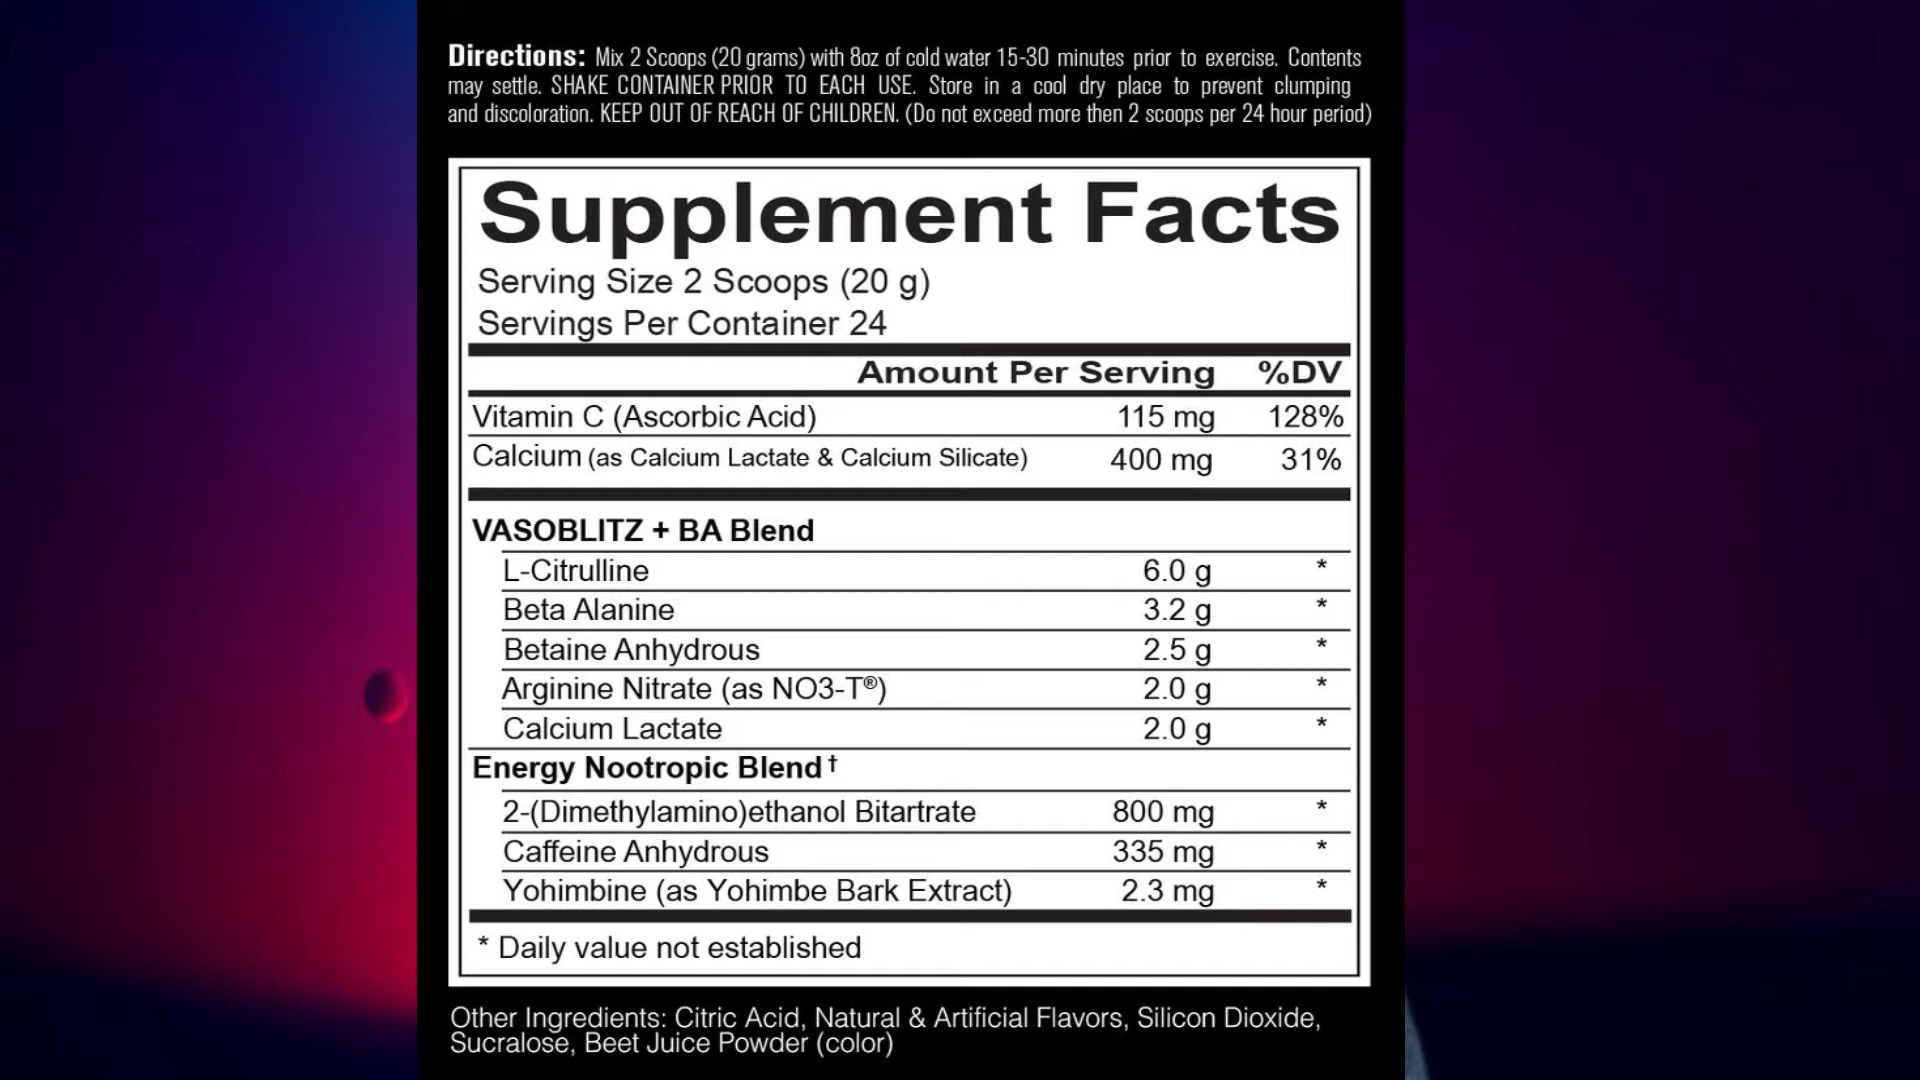 Directions: Mix 2 Scoops (20 grams) with 8oz of cold water 15-30 minutes prior to exercise. Contents
may settle. SHAKE CONTAINER PRIOR TO EACH USE. Store in a cool dry place to prevent clumping
and discoloration. KEEP OUT OF REACH OF CHILDREN. (Do not exceed more then 2 scoops per 24 hour period)
Supplement Facts
Serving Size 2 Scoops (20 g)
Servings Per Container 24
Amount Per Serving %DV
Vitamin C (Ascorbic Acid) 115 mg 128%
Calcium (as Calcium Lactate & Calcium Silicate) 400 mg 31%
VASOBLITZ + BA Blend
L-Citrulline 6.0 g *
Beta Alanine 3.2 g *
Betaine Anhydrous 2.5 g *
Arginine Nitrate (as NO3-T®) 2.0 g *
Calcium Lactate 2.0 g *
Energy Nootropic Blend †
2-(Dimethylamino)ethanol Bitartrate 800 mg *
Caffeine Anhydrous 335 mg *
Yohimbine (as Yohimbe Bark Extract) 2.3 mg *
* Daily value not established
Other Ingredients: Citric Acid, Natural & Artificial Flavors, Silicon Dioxide,
Sucralose, Beet Juice Powder (color)